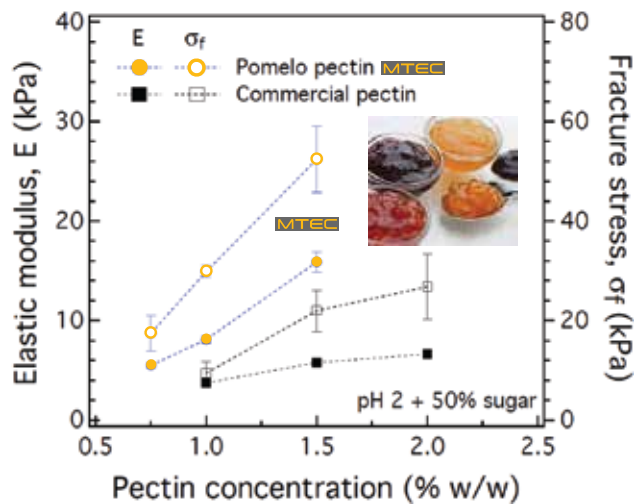 40
80
E σf
Pomelo pectin MTEC
Commercial pectin
30
60
MTEC
20
40
10
20
pH 2 + 50% sugar
0
0
0.5 1.0 1.5 2.0 2.5
Pectin concentration (% w/w)
Elastic modulus, E (kPa)
Fracture stress, σf (kPa)